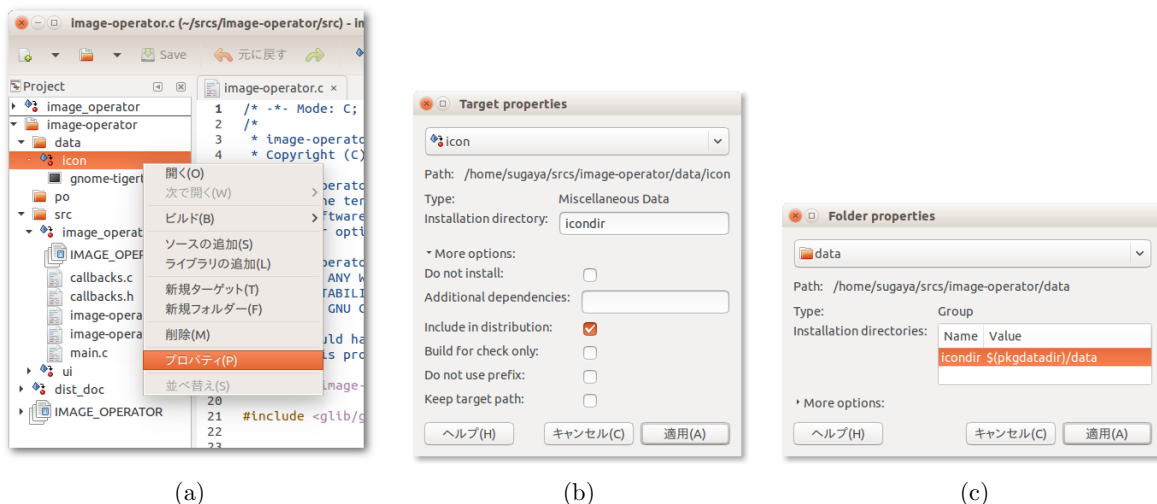 image-operator.c (~/srcs/image-operator/src) - in
Save
元に戻す
Project
image_operator
image-operator
data
icon
gnome-tigert
po
src
image_operat
IMAGE_OPER
callbacks.c
callbacks.h
image-opera
image-opera
main.c
ui
dist_doc
IMAGE_OPERATOR
image-operator.c ×
1 /* -*- Mode: C;
2 /*
3 * image-operato
4 * Copyright (C)
20
21 #include <glib/g
22
23
開く(O)
次で開く(W)
ビルド(B)
ソースの追加(S)
ライブラリの追加(L)
新規ターゲット(T)
新規フォルダー(F)
削除(M)
プロパティ(P)
並べ替え(S)
(a)
Target properties
icon
Path: /home/sugaya/srcs/image-operator/data/icon
Type: Miscellaneous Data
Installation directory: icondir
More options:
Do not install:
Additional dependencies:
Include in distribution:
Build for check only:
Do not use prefix:
Keep target path:
ヘルプ(H) キャンセル(C) 適用(A)
(b)
Folder properties
data
Path: /home/sugaya/srcs/image-operator/data
Type: Group
Installation directories:
Name Value
icondir $(pkgdatadir)/data
More options:
ヘルプ(H) キャンセル(C) 適用(A)
(c)